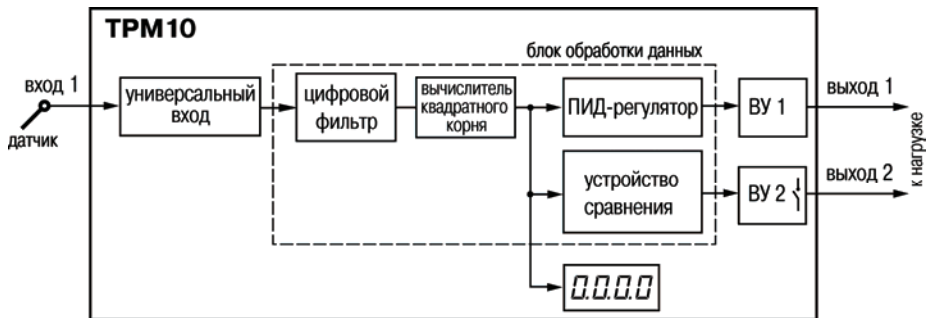 ТРМ10
блок обработки данных
вход 1
датчик
универсальный
вход
цифровой
фильтр
вычислитель
квадратного
корня
ПИД-регулятор
ВУ 1
выход 1
устройство
сравнения
ВУ 2
выход 2
к нагрузке
0.0.0.0